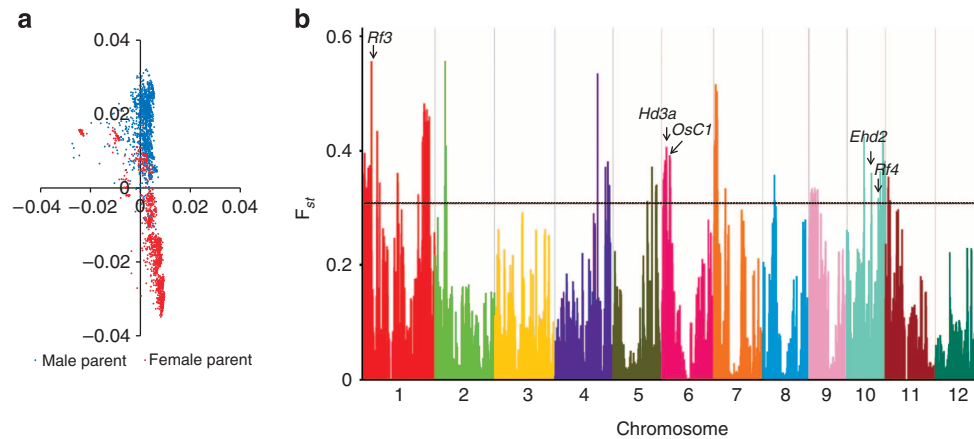 a
0.04
0.02
0
−0.04 −0.02 0.02 0.04
−0.02
−0.04
Male parent Female parent
b
0.6
0.4
0.2
0
F st
Rf3
Hd3a
OsC1
Ehd2
Rf4
1 2 3 4 5 6 7 8 9 10 11 12
Chromosome